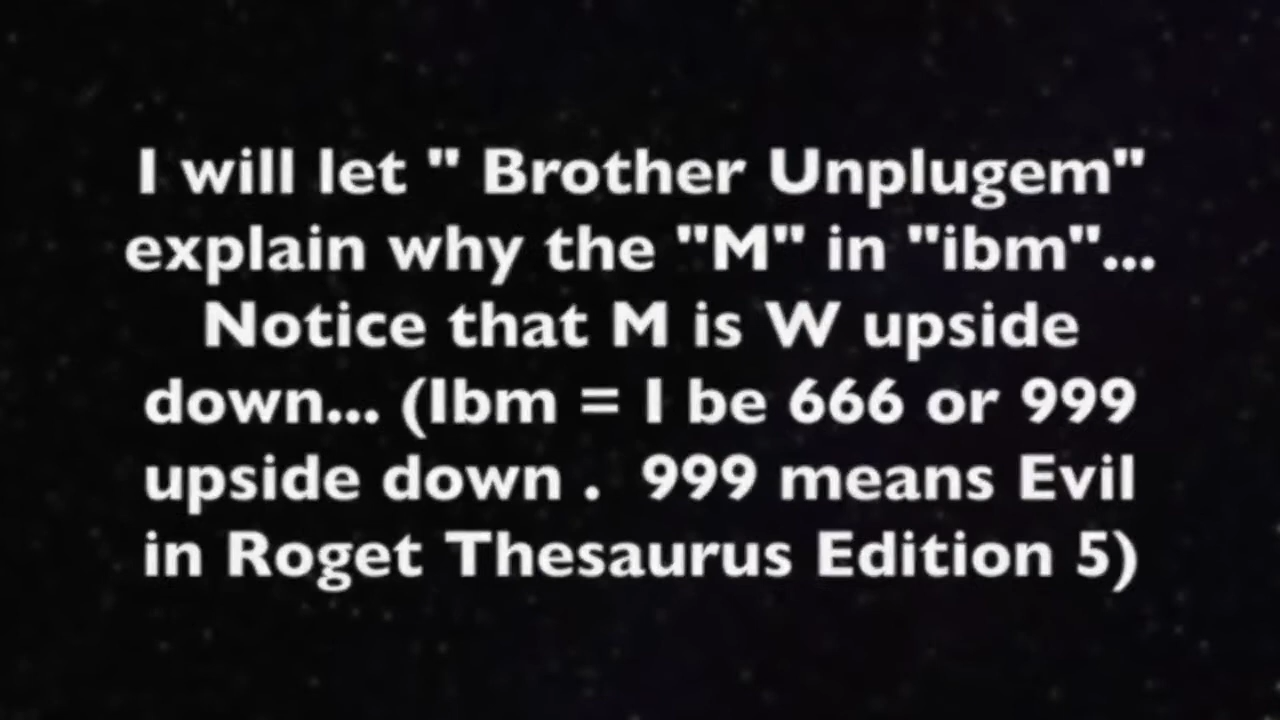 I will let " Brother Unplugem"
explain why the "M" in "ibm"...
Notice that M is W upside
down... (Ibm = I be 666 or 999
upside down .  999 means Evil
in Roget Thesaurus Edition 5)